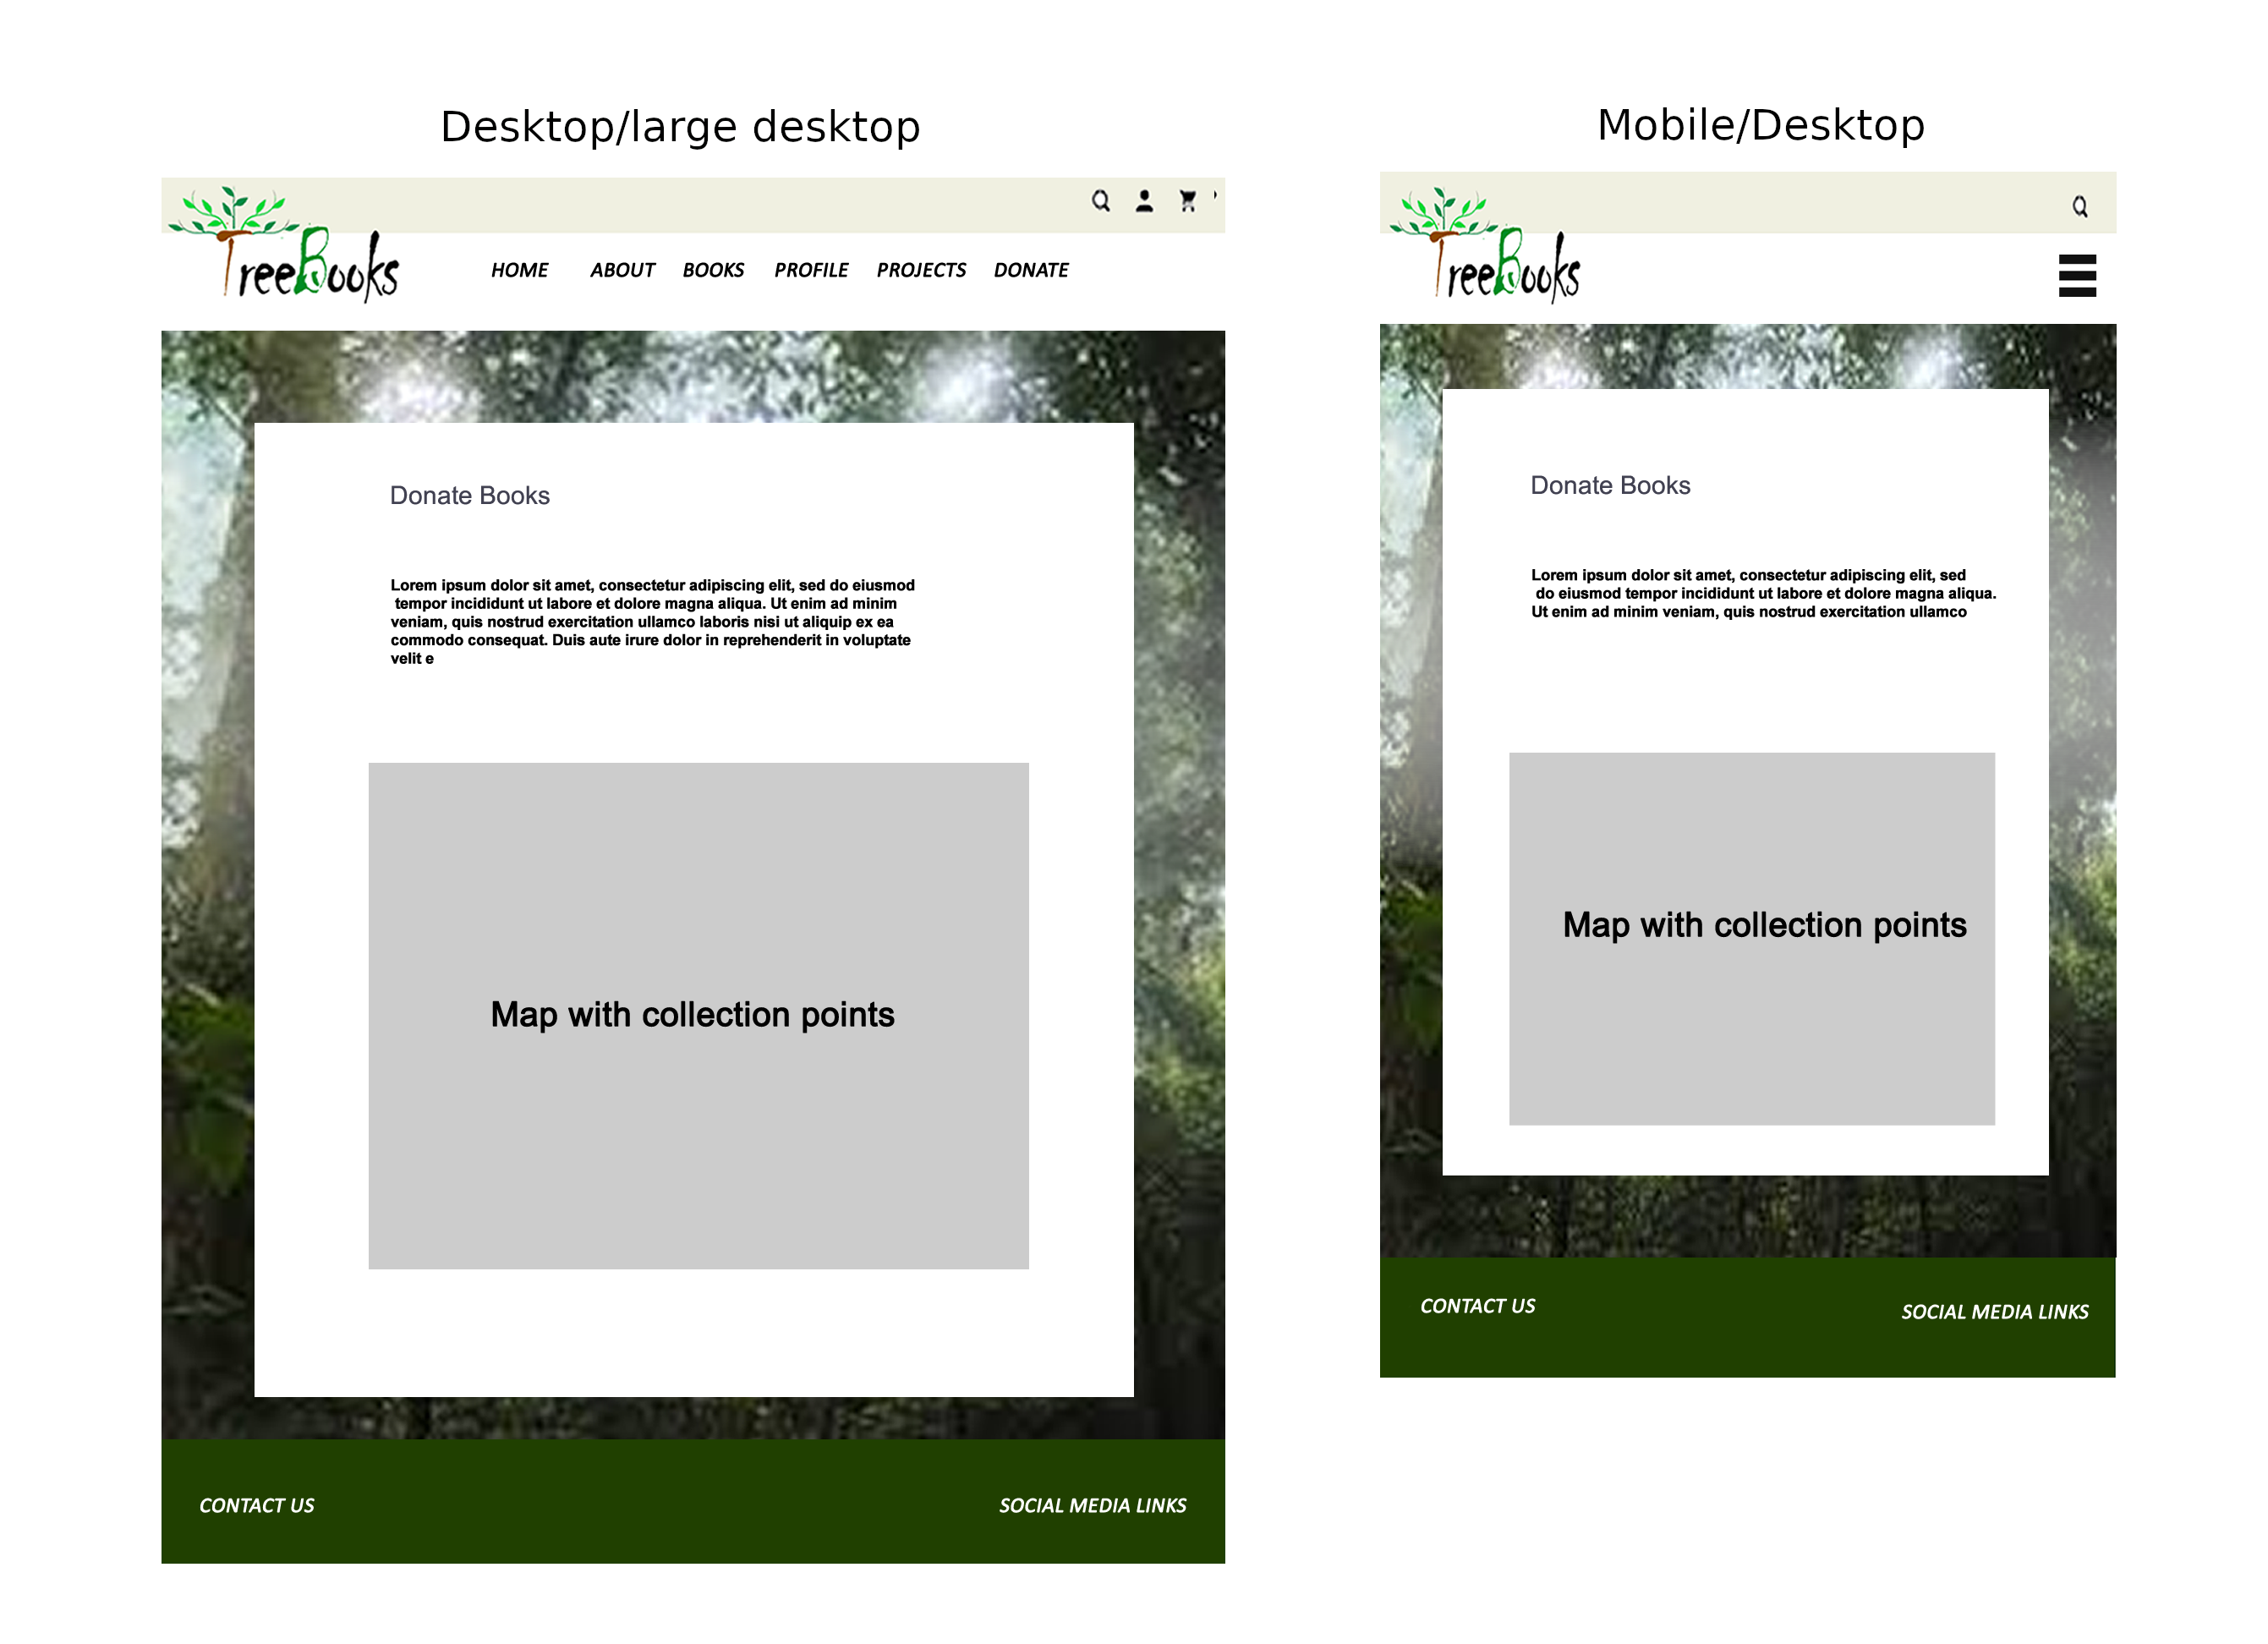 Desktop/large desktop
TreeBooks
HOME ABOUT BOOKS PROFILE PROJECTS DONATE
Donate Books
Lorem ipsum dolor sit amet, consectetur adipiscing elit, sed do eiusmod
tempor incididunt ut labore et dolore magna aliqua. Ut enim ad minim
veniam, quis nostrud exercitation ullamco laboris nisi ut aliquip ex ea
commodo consequat. Duis aute irure dolor in reprehenderit in voluptate
velit e
Map with collection points
CONTACT US
SOCIAL MEDIA LINKS
Mobile/Desktop
TreeBooks
Donate Books
Lorem ipsum dolor sit amet, consectetur adipiscing elit, sed
do eiusmod tempor incididunt ut labore et dolore magna aliqua.
Ut enim ad minim veniam, quis nostrud exercitation ullamco
Map with collection points
CONTACT US
SOCIAL MEDIA LINKS